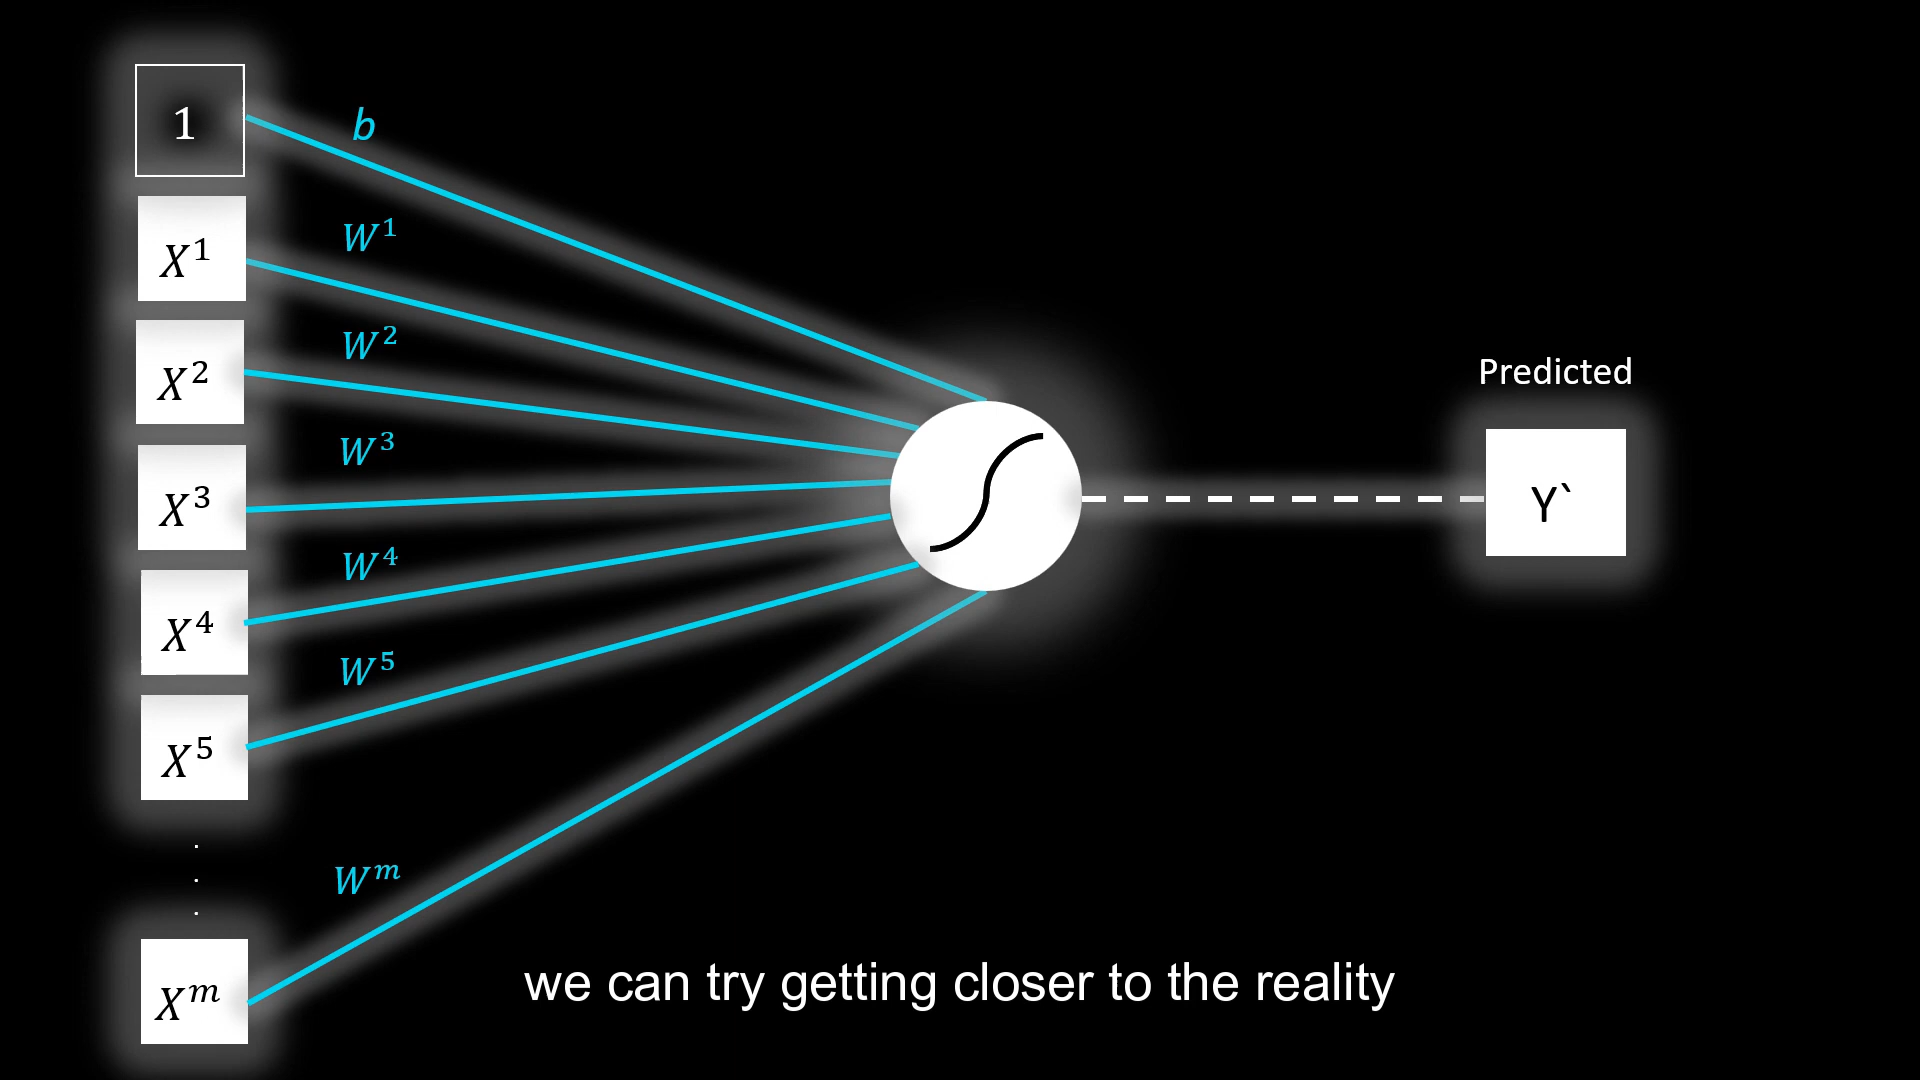 1
b
X¹
W¹
X²
W²
X³
W³
X⁴
W⁴
X⁵
W⁵
.
.
.
Xᵐ
Wᵐ
Predicted
Y`
we can try getting closer to the reality